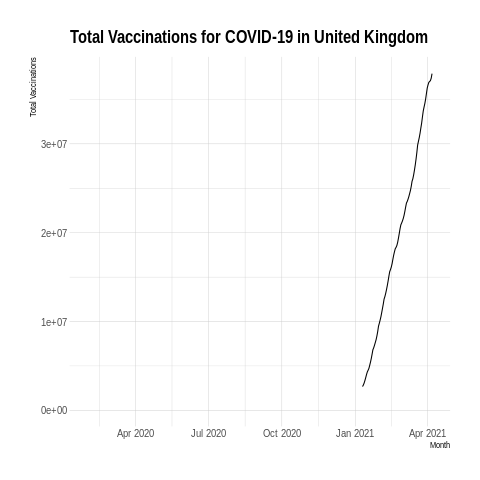 Total Vaccinations for COVID-19 in United Kingdom
Total Vaccinations
3e+07
2e+07
1e+07
0e+00
Apr 2020 Jul 2020 Oct 2020 Jan 2021 Apr 2021
Month